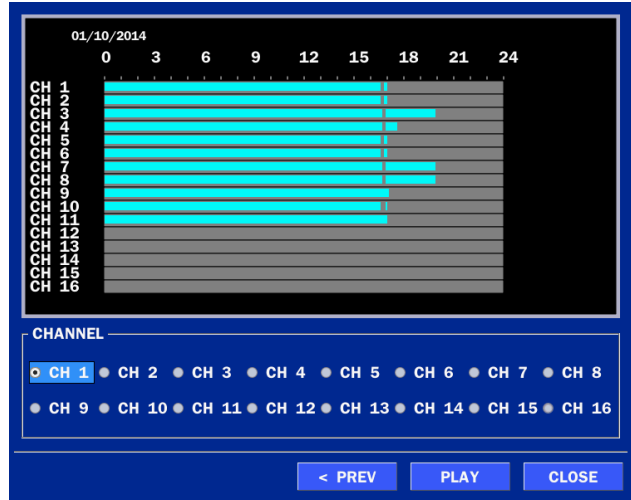 01/10/2014
0 3 6 9 12 15 18 21 24
CH 1
CH 2
CH 3
CH 4
CH 5
CH 6
CH 7
CH 8
CH 9
CH 10
CH 11
CH 12
CH 13
CH 14
CH 15
CH 16
CHANNEL
CH 1 CH 2 CH 3 CH 4 CH 5 CH 6 CH 7 CH 8
CH 9 CH 10 CH 11 CH 12 CH 13 CH 14 CH 15 CH 16
< PREV PLAY CLOSE